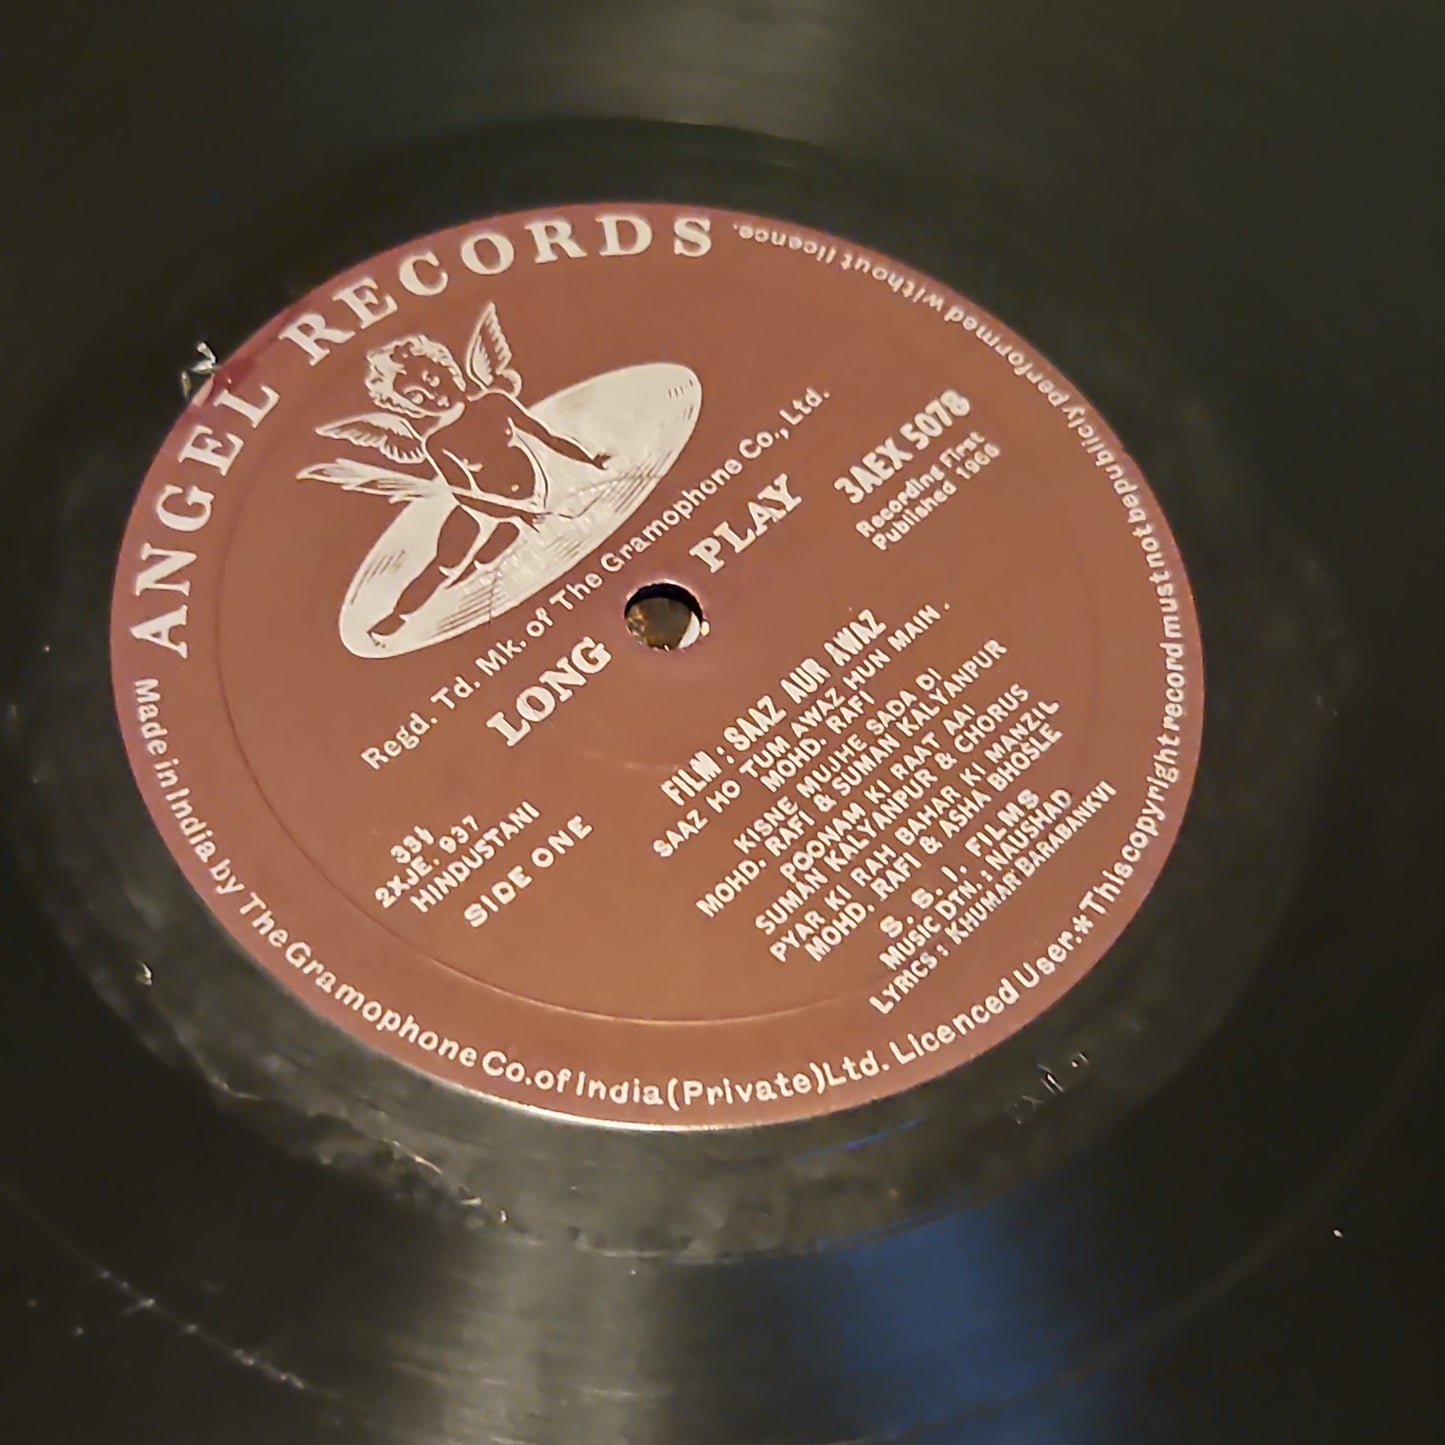 ANGEL RECORDS
Regd. Td. Mk. of The Gramophone Co., Ltd.
LONG PLAY
3AEX 5078
Recording First
Published 1966
33⅓
2XJE. 937
HINDUSTANI
SIDE ONE
FILM : SAAZ AUR AWAZ
SAAZ HO TUM AWAZ HUN MAIN .
MOHD. RAFI
KISNE MUJHE SADA DI
MOHD. RAFI & SUMAN KALYANPUR
POONAM KI RAAT AAI
SUMAN KALYANPUR & CHORUS
PYAR KI RAH BAHAR KI MANZIL
MOHD. RAFI & ASHA BHOSLE
S. S. I. FILMS
MUSIC DTN.: NAUSHAD
LYRICS : KHUMAR BARABANKVI
Made in India by The Gramophone Co. of India (Private) Ltd. Licenced User.* This copyright record must not be publicly performed without licence.